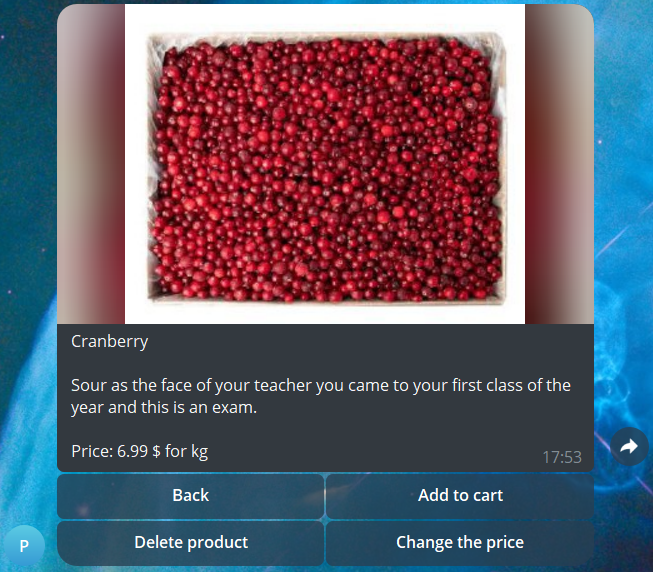 Cranberry
Sour as the face of your teacher you came to your first class of the
year and this is an exam.
Price: 6.99 $ for kg
17:53
Back
Add to cart
Delete product
Change the price
P